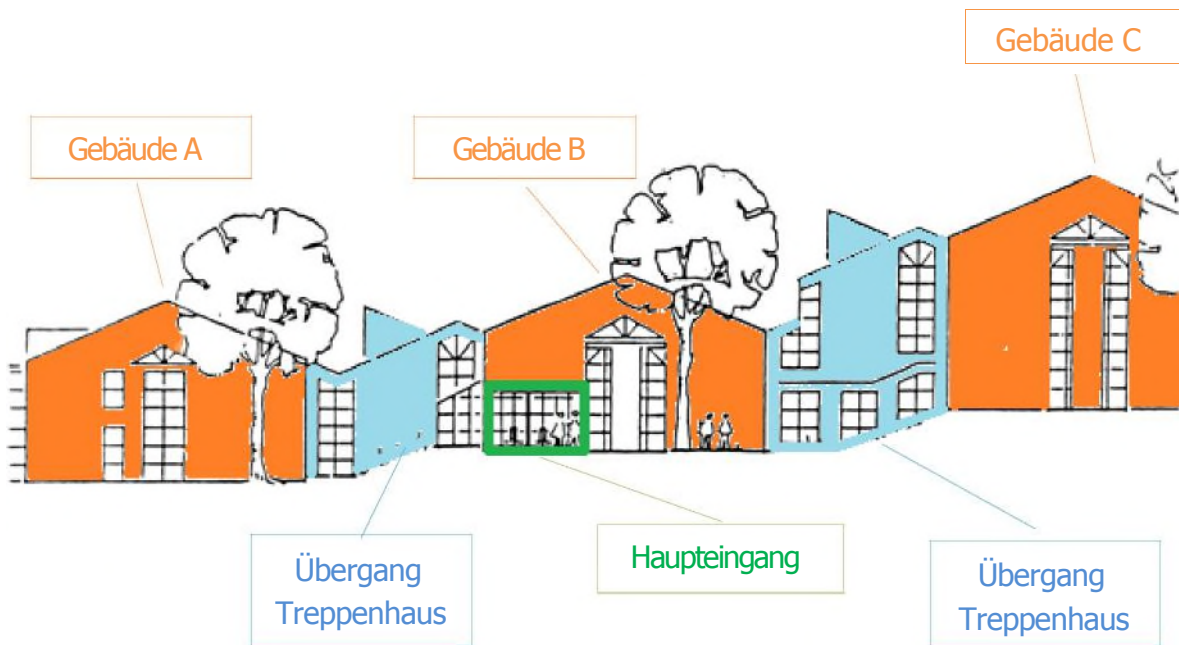 Gebäude C
Gebäude A
Gebäude B
Haupteingang
Übergang
Treppenhaus
Übergang
Treppenhaus